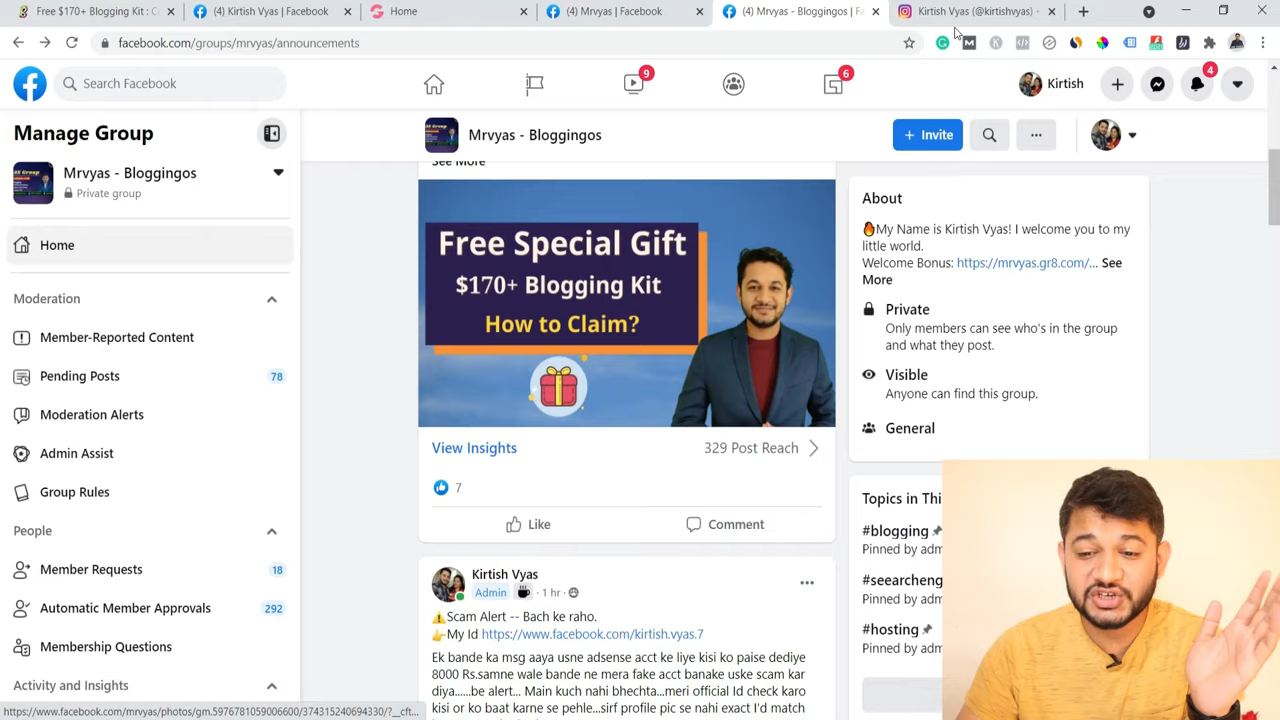 Free $170+ Blogging Kit : C
(4) Kirtish Vyas | Facebook
Home
(4) Mrvyas | Facebook
(4) Mrvyas - Bloggingos | Fa
Kirtish Vyas (@kirtishvyas) •
facebook.com/groups/mrvyas/announcements
Search Facebook
9
6
Kirtish
4
Manage Group
Mrvyas - Bloggingos
Private group
Home
Moderation
Member-Reported Content
Pending Posts 78
Moderation Alerts
Admin Assist
Group Rules
People
Member Requests 18
Automatic Member Approvals 292
Membership Questions
Activity and Insights
https://www.facebook.com/mrvyas/photos/gm.5976781059006600/374315240694330/?__cft...
Mrvyas - Bloggingos
+ Invite
See More
Free Special Gift
$170+ Blogging Kit
How to Claim?
View Insights
329 Post Reach
7
Like
Comment
Kirtish Vyas
Admin · 1 hr ·
Scam Alert -- Bach ke raho.
My Id https://www.facebook.com/kirtish.vyas.7
Ek bande ka msg aaya usne adsense acct ke liye kisi ko paise dediye
8000 Rs.samne wale bande ne mera fake acct banake uske scam kar
diya......be alert... Main kuch nahi bhechta...meri official Id check karo
kisi or ko baat karne se pehle...sirf profile pic se nahi exact I'd match
About
My Name is Kirtish Vyas! I welcome you to my
little world.
Welcome Bonus: https://mrvyas.gr8.com/... See
More
Private
Only members can see who's in the group
and what they post.
Visible
Anyone can find this group.
General
Topics in Thi
#blogging
Pinned by adm
#seearcheng
Pinned by adm
#hosting
Pinned by adm